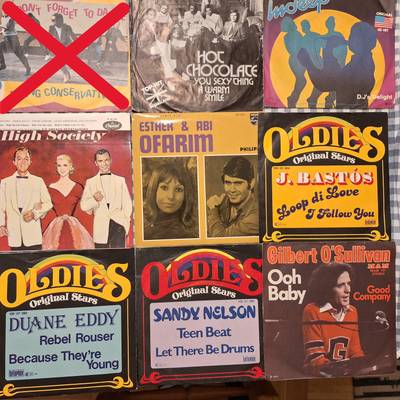 DON'T FORGET TO DA
NG CONSERVATI
HOT
CHOCOLATE
YOU SEXY THING
A WARM
SMILE
D.J.'s Delight
High Society
ESTHER & ABI
OFARIM
PHILIPS
OLDIES
Original Stars
J. BASTÓS
Loop di Love
I Follow You
OLDIES
Original Stars
DUANE EDDY
Rebel Rouser
Because They're
Young
OLDIES
Original Stars
SANDY NELSON
Teen Beat
Let There Be Drums
Gilbert O'Sullivan
MAM
Ooh
Baby
Good
Company
G